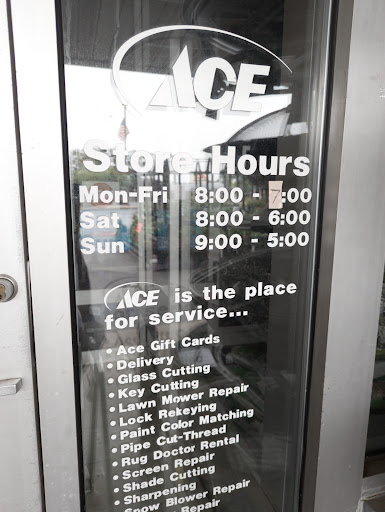 ACE
Store Hours
Mon-Fri 8:00 - 7:00
Sat 8:00 - 6:00
Sun 9:00 - 5:00
ACE is the place
for service...
• Ace Gift Cards
• Delivery
• Glass Cutting
• Key Cutting
• Lawn Mower Repair
• Lock Rekeying
• Paint Color Matching
• Pipe Cut-Thread
• Rug Doctor Rental
• Screen Repair
• Shade Cutting
• Sharpening
• Snow Blower Repair
Repair